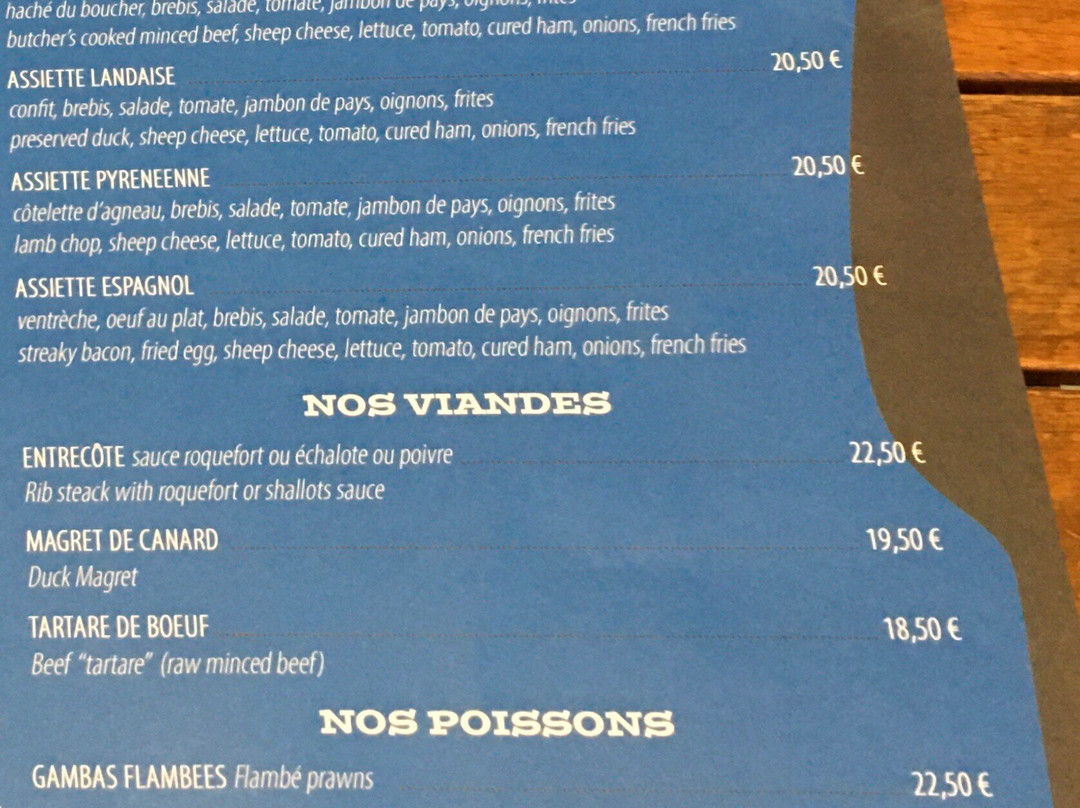 haché du boucher, brebis, salade, tomate, jambon de pays, oignons, frites
butcher's cooked minced beef, sheep cheese, lettuce, tomato, cured ham, onions, french fries
ASSIETTE LANDAISE 20,50 €
confit, brebis, salade, tomate, jambon de pays, oignons, frites
preserved duck, sheep cheese, lettuce, tomato, cured ham, onions, french fries
ASSIETTE PYRENEENNE 20,50 €
côtelette d'agneau, brebis, salade, tomate, jambon de pays, oignons, frites
lamb chop, sheep cheese, lettuce, tomato, cured ham, onions, french fries
ASSIETTE ESPAGNOL 20,50 €
ventrèche, oeuf au plat, brebis, salade, tomate, jambon de pays, oignons, frites
streaky bacon, fried egg, sheep cheese, lettuce, tomato, cured ham, onions, french fries
NOS VIANDES
ENTRECÔTE sauce roquefort ou échalote ou poivre 22,50 €
Rib steack with roquefort or shallots sauce
MAGRET DE CANARD 19,50 €
Duck Magret
TARTARE DE BOEUF 18,50 €
Beef "tartare" (raw minced beef)
NOS POISSONS
GAMBAS FLAMBEES Flambé prawns 22,50 €